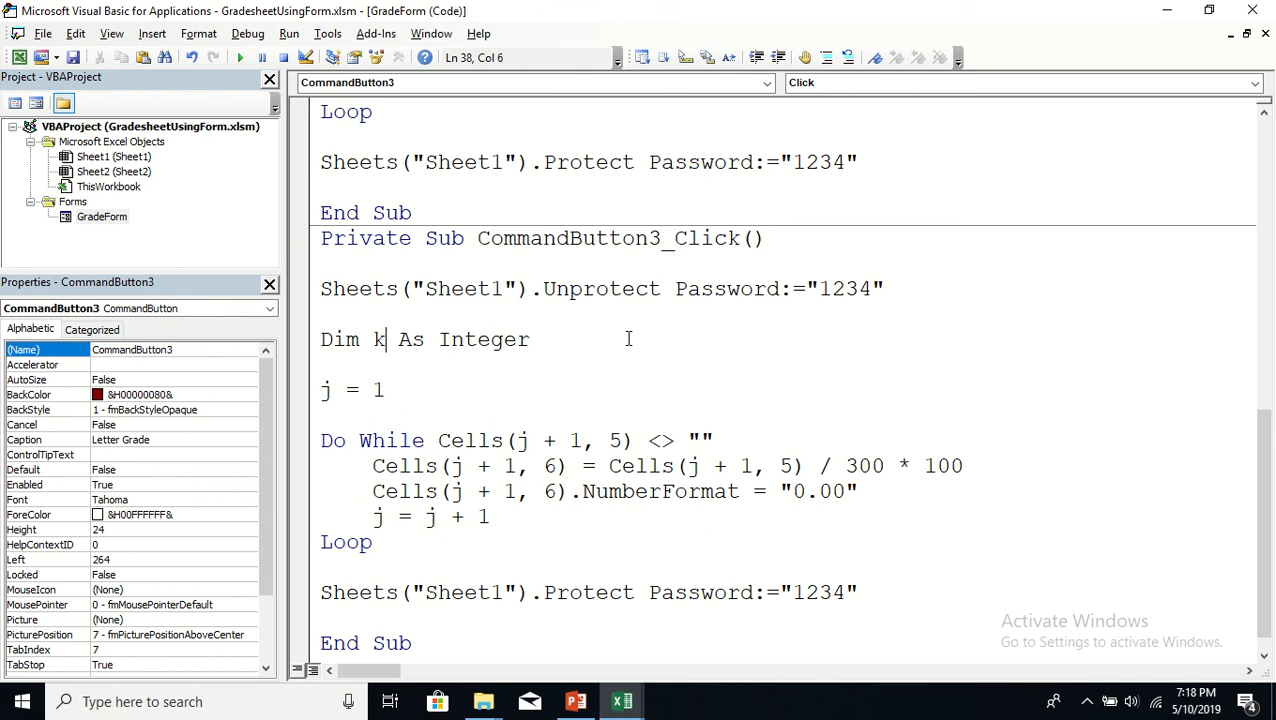 Microsoft Visual Basic for Applications - GradesheetUsingForm.xlsm - [GradeForm (Code)]
File Edit View Insert Format Debug Run Tools Add-Ins Window Help
Ln 38, Col 6
Project - VBAProject
VBAProject (GradesheetUsingForm.xlsm)
Microsoft Excel Objects
Sheet1 (Sheet1)
Sheet2 (Sheet2)
ThisWorkbook
Forms
GradeForm
Properties - CommandButton3
CommandButton3 CommandButton
Alphabetic Categorized
(Name) CommandButton3
Accelerator
AutoSize False
BackColor &H00000080&
BackStyle 1 - fmBackStyleOpaque
Cancel False
Caption Letter Grade
ControlTipText
Default False
Enabled True
Font Tahoma
ForeColor &H00FFFFFF&
Height 24
HelpContextID 0
Left 264
Locked False
MouseIcon (None)
MousePointer 0 - fmMousePointerDefault
Picture (None)
PicturePosition 7 - fmPicturePositionAboveCenter
TabIndex 7
TabStop True
CommandButton3 Click
Loop
Sheets("Sheet1").Protect Password:="1234"
End Sub
Private Sub CommandButton3_Click()
Sheets("Sheet1").Unprotect Password:="1234"
Dim k As Integer
j = 1
Do While Cells(j + 1, 5) <> ""
Cells(j + 1, 6) = Cells(j + 1, 5) / 300 * 100
Cells(j + 1, 6).NumberFormat = "0.00"
j = j + 1
Loop
Sheets("Sheet1").Protect Password:="1234"
End Sub
Activate Windows
Go to Settings to activate Windows.
Type here to search
7:18 PM
5/10/2019
4